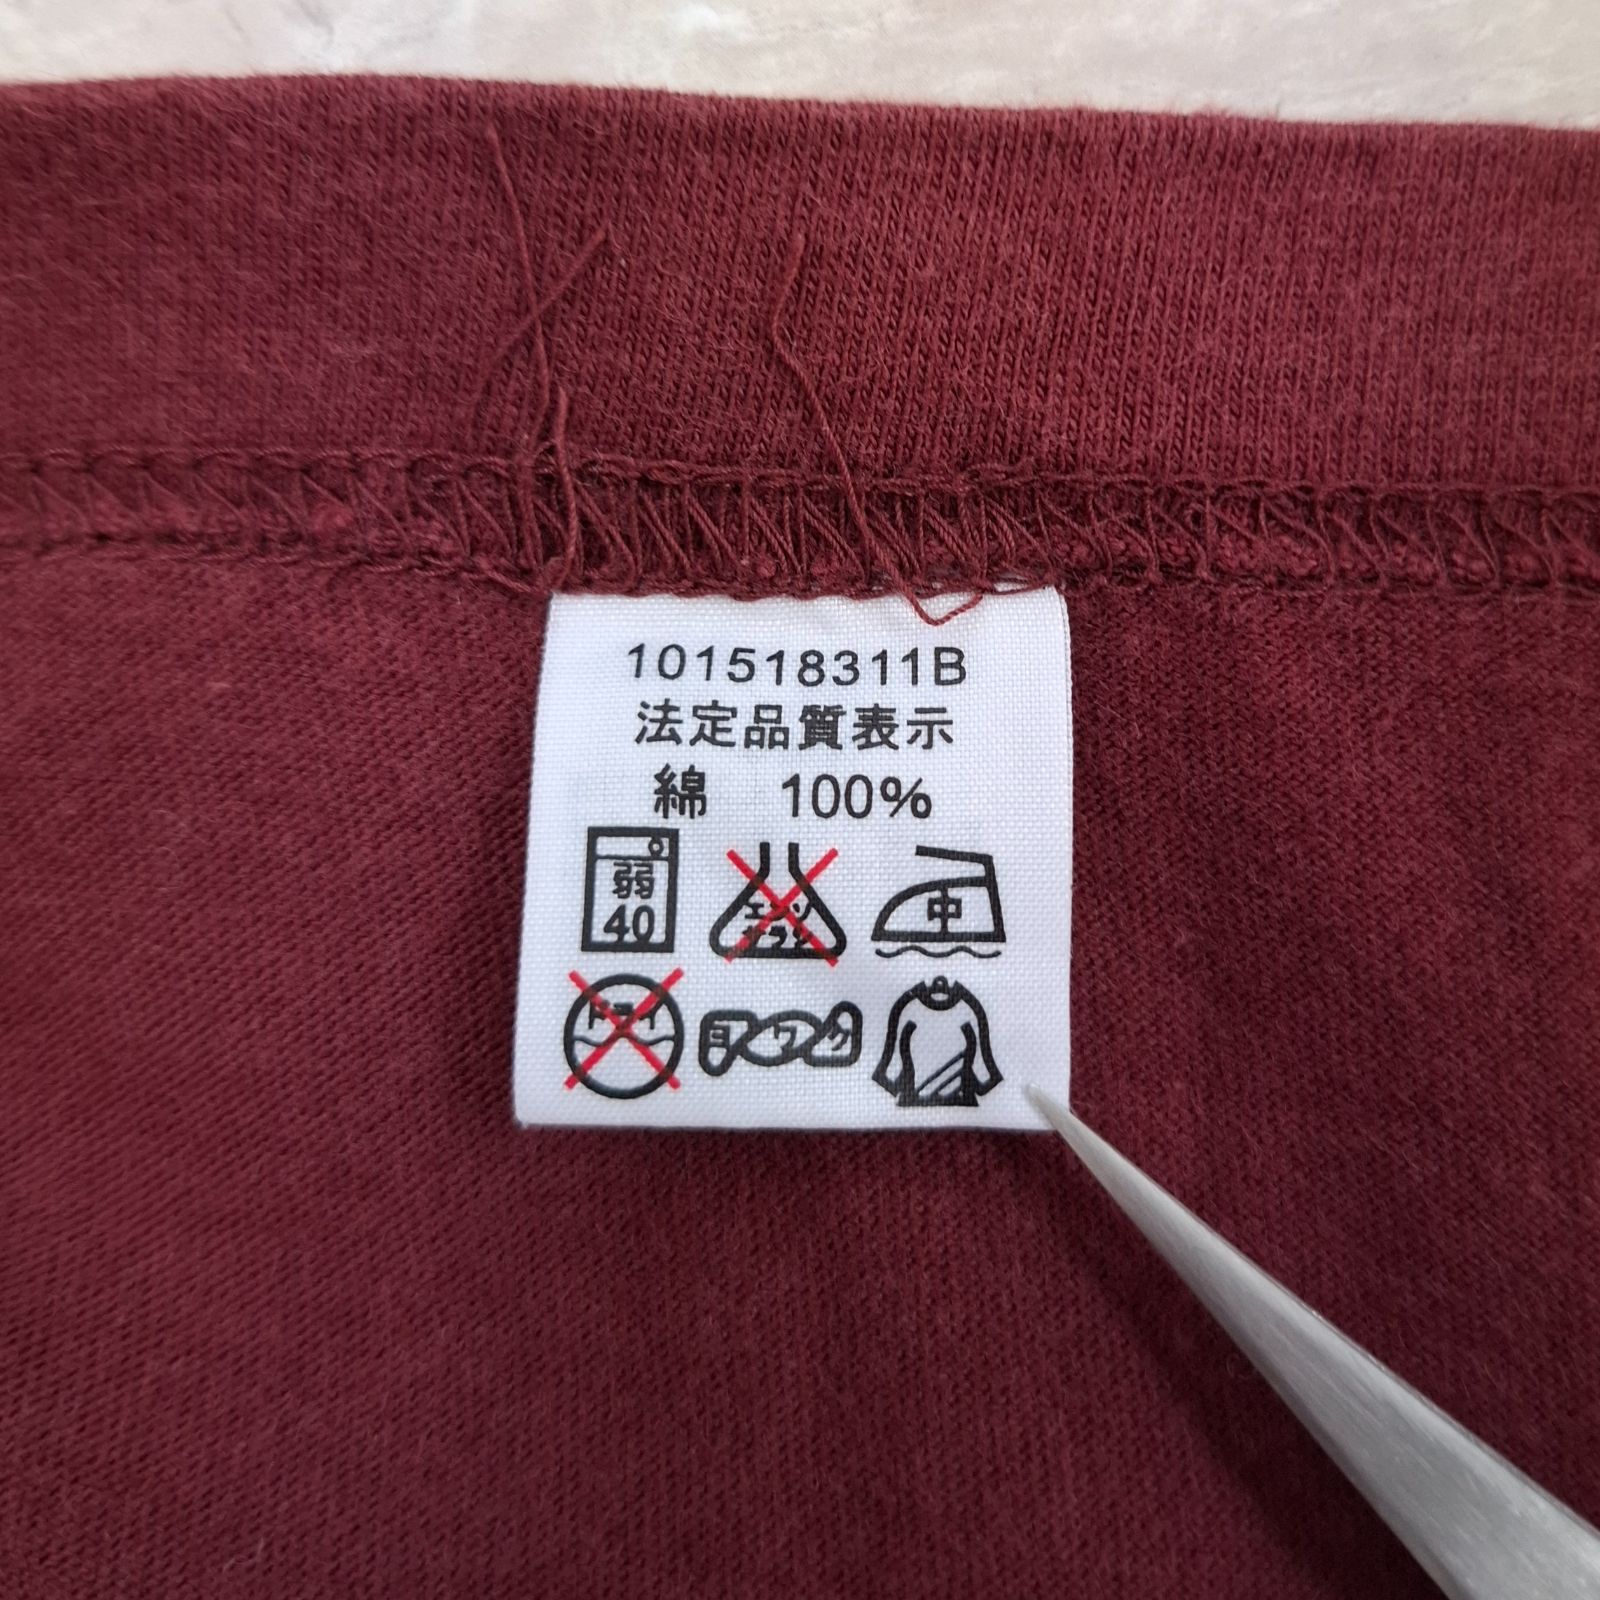 101518311B
法定品質表示
綿 100%
弱
40
エンソ
サラシ
中
ドライ
ヨワク